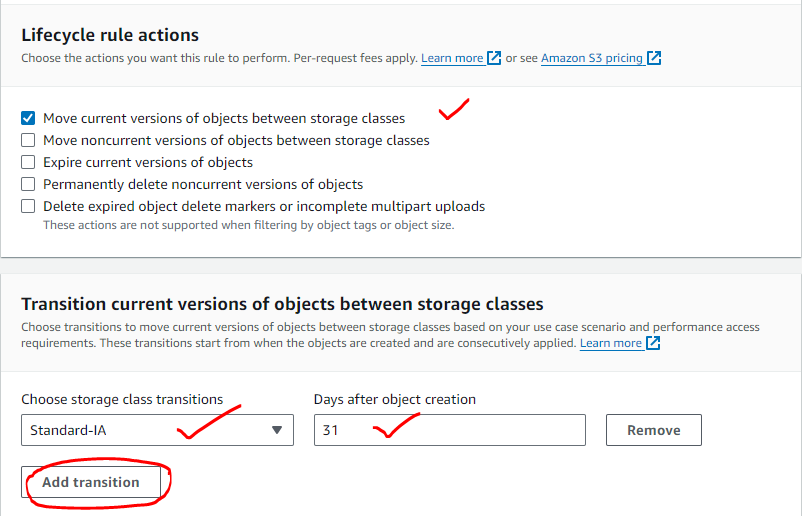 Lifecycle rule actions
Choose the actions you want this rule to perform. Per-request fees apply. Learn more or see Amazon S3 pricing
Move current versions of objects between storage classes
Move noncurrent versions of objects between storage classes
Expire current versions of objects
Permanently delete noncurrent versions of objects
Delete expired object delete markers or incomplete multipart uploads
These actions are not supported when filtering by object tags or object size.
Transition current versions of objects between storage classes
Choose transitions to move current versions of objects between storage classes based on your use case scenario and performance access
requirements. These transitions start from when the objects are created and are consecutively applied. Learn more
Choose storage class transitions Days after object creation
Standard-IA 31 Remove
Add transition